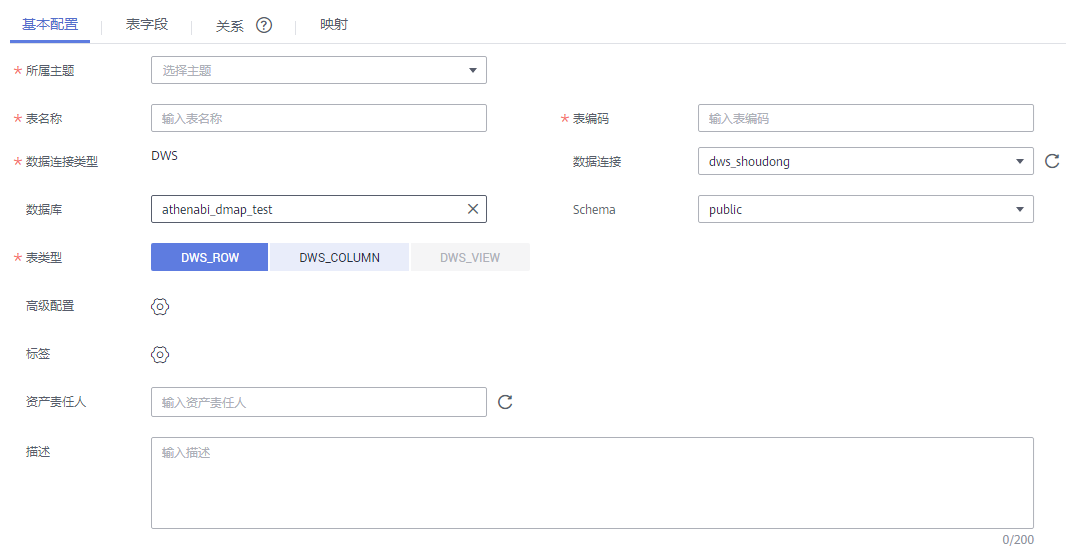 基本配置 表字段 关系 ? 映射
* 所属主题 选择主题
* 表名称 输入表名称 * 表编码 输入表编码
* 数据连接类型 DWS 数据连接 dws_shoudong
数据库 athenabi_dmap_test Schema public
* 表类型 DWS_ROW DWS_COLUMN DWS_VIEW
高级配置
标签
资产责任人 输入资产责任人
描述 输入描述
0/200